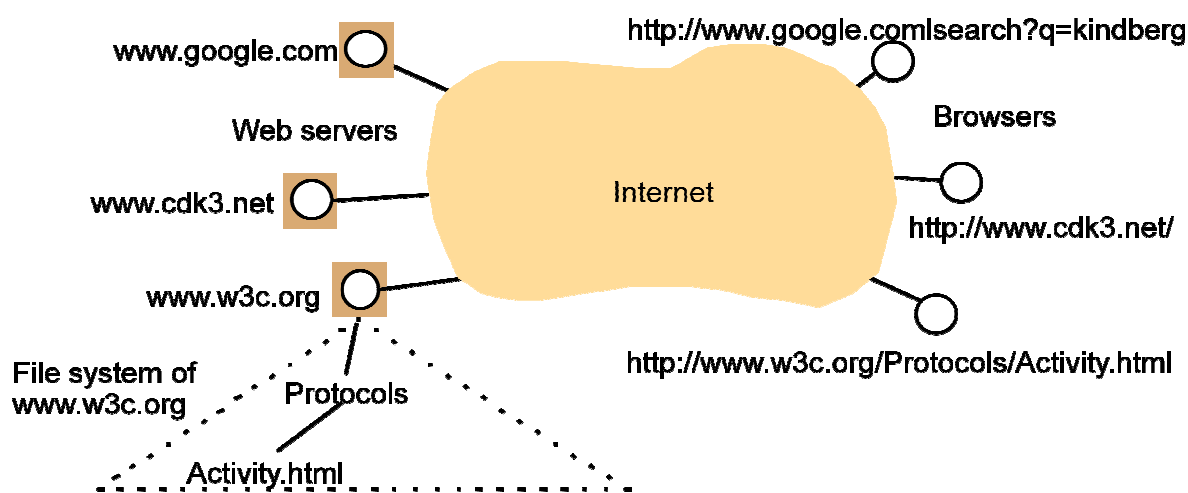 http://www.google.comlsearch?q=kindberg
www.google.com
Web servers
Browsers
Internet
www.cdk3.net
http://www.cdk3.net/
www.w3c.org
http://www.w3c.org/Protocols/Activity.html
File system of
www.w3c.org
Protocols
Activity.html